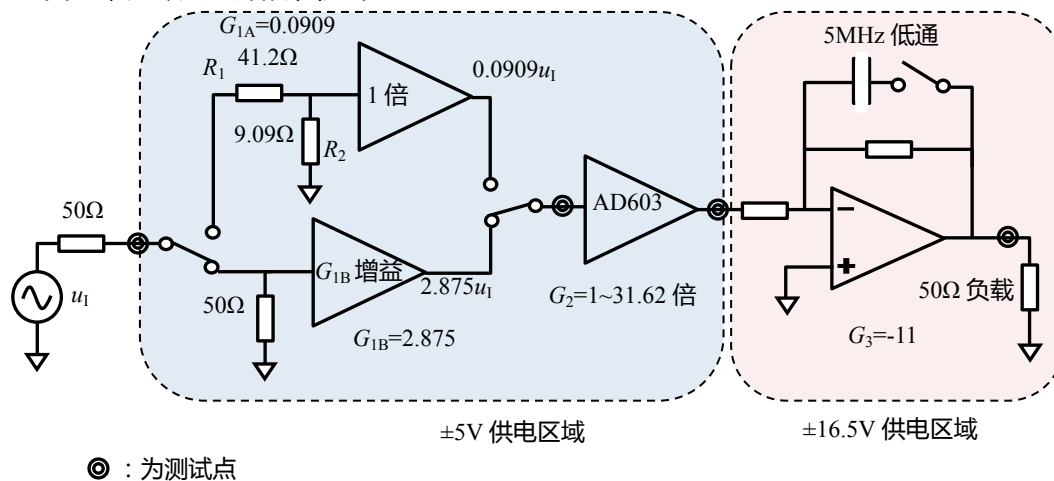 G1A=0.0909
41.2Ω
R1
9.09Ω
R2
1 倍
0.0909uI
50Ω
uI
50Ω
G1B 增益
2.875uI
G1B=2.875
AD603
G2=1~31.62 倍
5MHz 低通
G3=-11
50Ω 负载
±5V 供电区域
±16.5V 供电区域
：为测试点